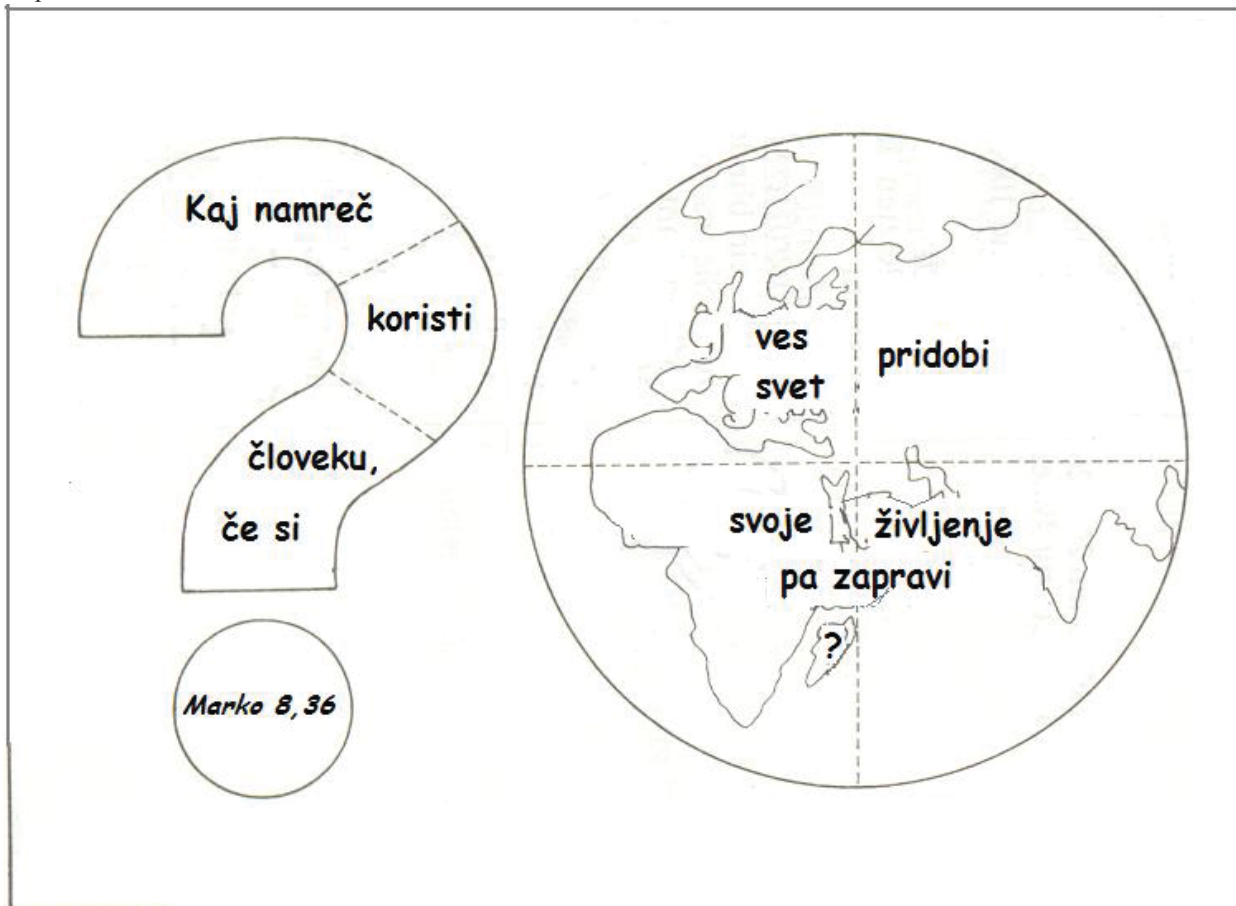 Kaj namreč
koristi
človeku,
če si
Marko 8, 36
ves
svet
pridobi
svoje
življenje
pa zapravi
?